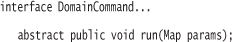 interface DomainCommand...
abstract public void run(Map params);